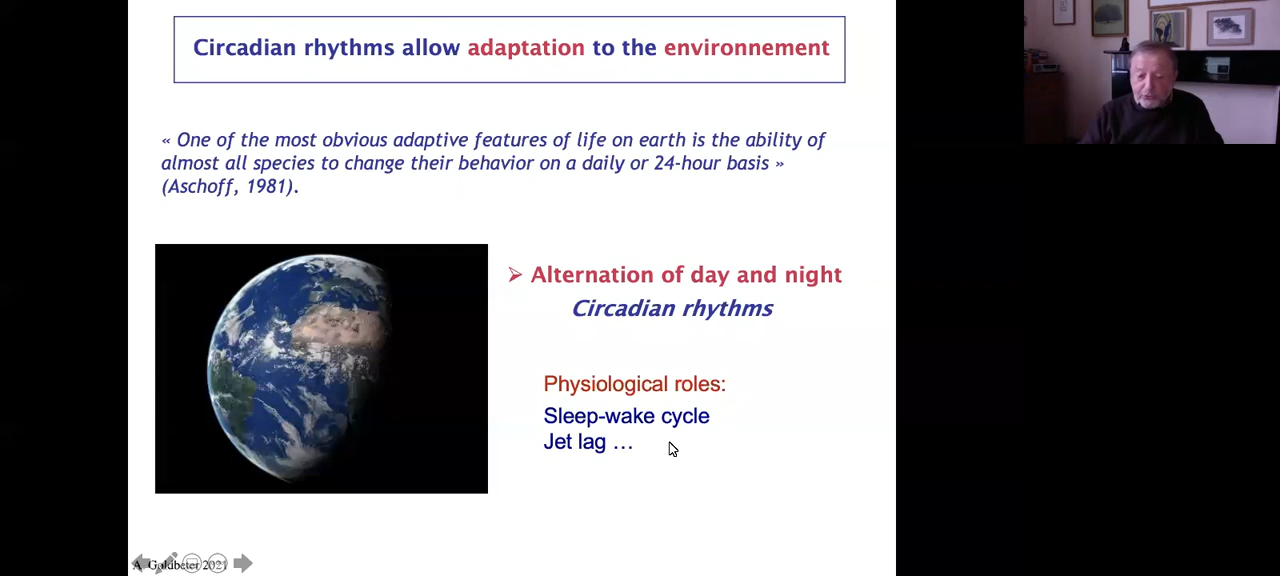 Circadian rhythms allow adaptation to the environnement
« One of the most obvious adaptive features of life on earth is the ability of
almost all species to change their behavior on a daily or 24-hour basis »
(Aschoff, 1981).
➢ Alternation of day and night
Circadian rhythms
Physiological roles:
Sleep-wake cycle
Jet lag …
A. Goldbeter 2021